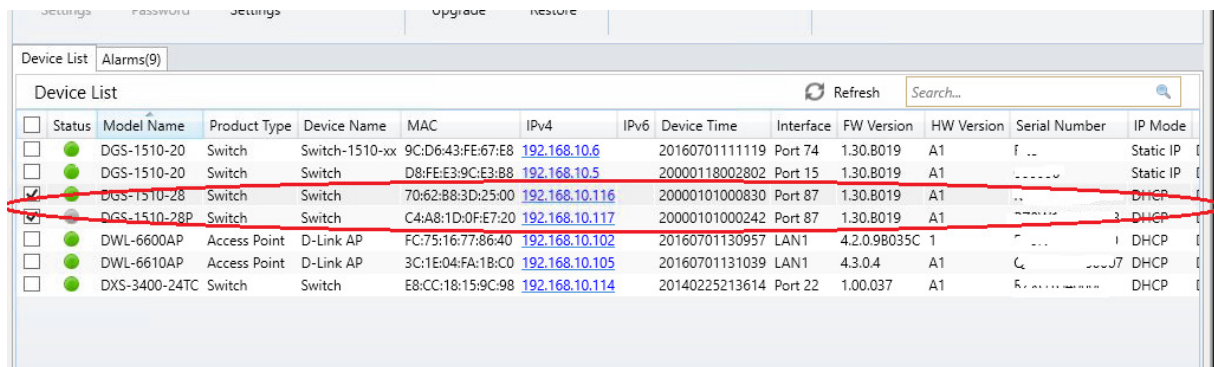 Settings Password Settings Upgrade Restore
Device List Alarms(9)
Device List Refresh Search...
Status Model Name Product Type Device Name MAC IPv4 IPv6 Device Time Interface FW Version HW Version Serial Number IP Mode
DGS-1510-20 Switch Switch-1510-xx 9C:D6:43:FE:67:E8 192.168.10.6 20160701111119 Port 74 1.30.B019 A1 Static IP
DGS-1510-20 Switch Switch D8:FE:E3:9C:E3:B8 192.168.10.5 20000118002802 Port 15 1.30.B019 A1 Static IP
DGS-1510-28 Switch Switch 70:62:B8:3D:25:00 192.168.10.116 20000101000830 Port 87 1.30.B019 A1 DHCP
DGS-1510-28P Switch Switch C4:A8:1D:0F:E7:20 192.168.10.117 20000101000242 Port 87 1.30.B019 A1 DHCP
DWL-6600AP Access Point D-Link AP FC:75:16:77:86:40 192.168.10.102 20160701130957 LAN1 4.2.0.9B035C 1 DHCP
DWL-6610AP Access Point D-Link AP 3C:1E:04:FA:1B:C0 192.168.10.105 20160701131039 LAN1 4.3.0.4 A1 DHCP
DXS-3400-24TC Switch Switch E8:CC:18:15:9C:98 192.168.10.114 20140225213614 Port 22 1.00.037 A1 DHCP